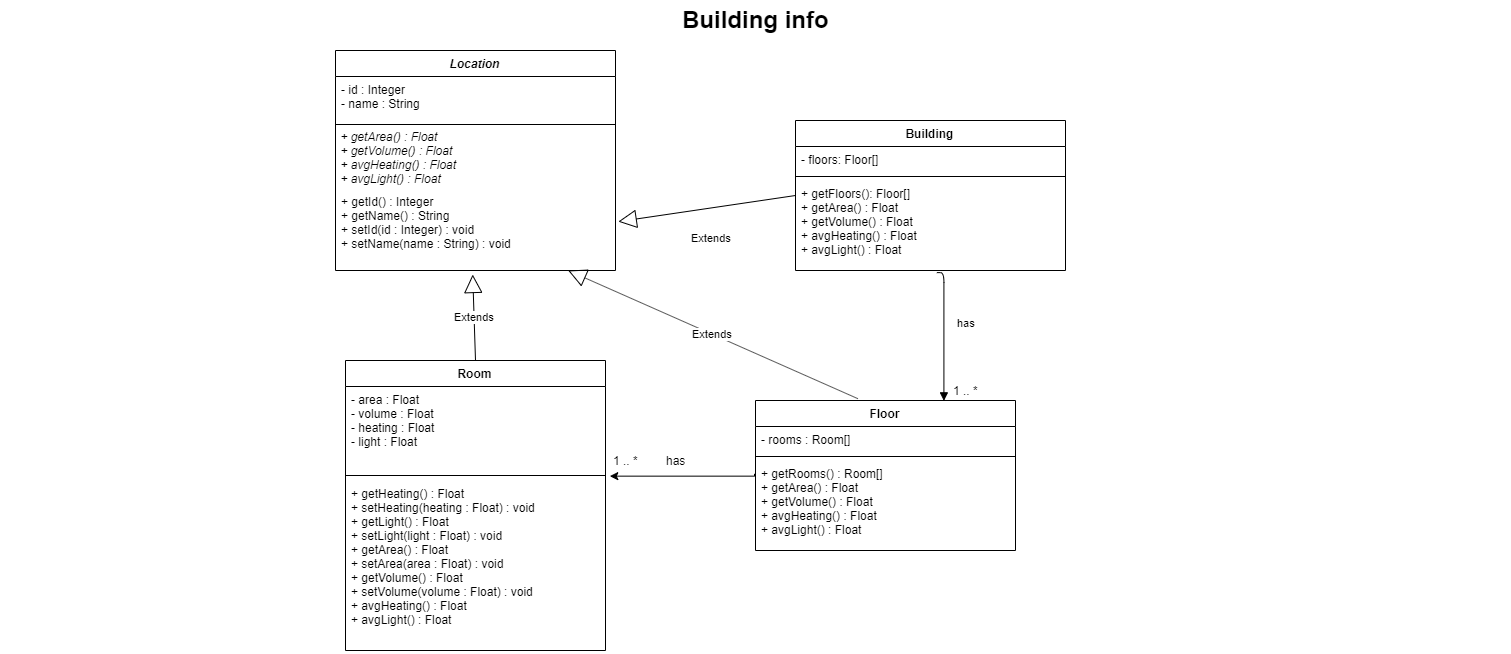 Building info
Location
- id : Integer
- name : String
+ getArea() : Float
+ getVolume() : Float
+ avgHeating() : Float
+ avgLight() : Float
+ getId() : Integer
+ getName() : String
+ setId(id : Integer) : void
+ setName(name : String) : void
Building
- floors: Floor[]
+ getFloors(): Floor[]
+ getArea() : Float
+ getVolume() : Float
+ avgHeating() : Float
+ avgLight() : Float
Extends
Extends
Extends
has
1 .. *
Room
- area : Float
- volume : Float
- heating : Float
- light : Float
+ getHeating() : Float
+ setHeating(heating : Float) : void
+ getLight() : Float
+ setLight(light : Float) : void
+ getArea() : Float
+ setArea(area : Float) : void
+ getVolume() : Float
+ setVolume(volume : Float) : void
+ avgHeating() : Float
+ avgLight() : Float
1 .. * has
Floor
- rooms : Room[]
+ getRooms() : Room[]
+ getArea() : Float
+ getVolume() : Float
+ avgHeating() : Float
+ avgLight() : Float